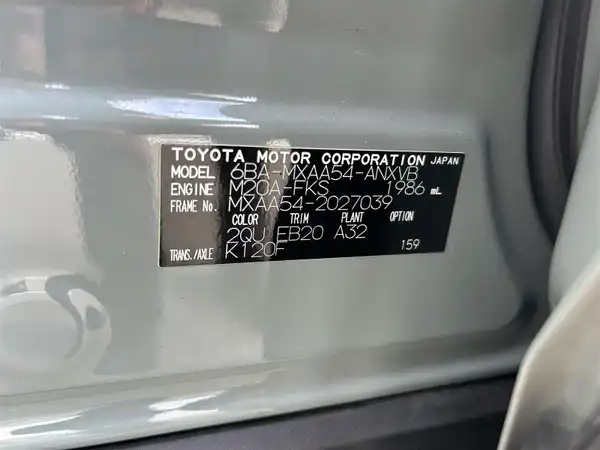 TOYOTA MOTOR CORPORATION JAPAN
MODEL 6BA-MXAA54-ANXVB
ENGINE M20A-FKS 1986 mL
FRAME No. MXAA54-2027039
COLOR TRIM PLANT OPTION
2QU EB20 A32
TRANS./AXLE K120F 159